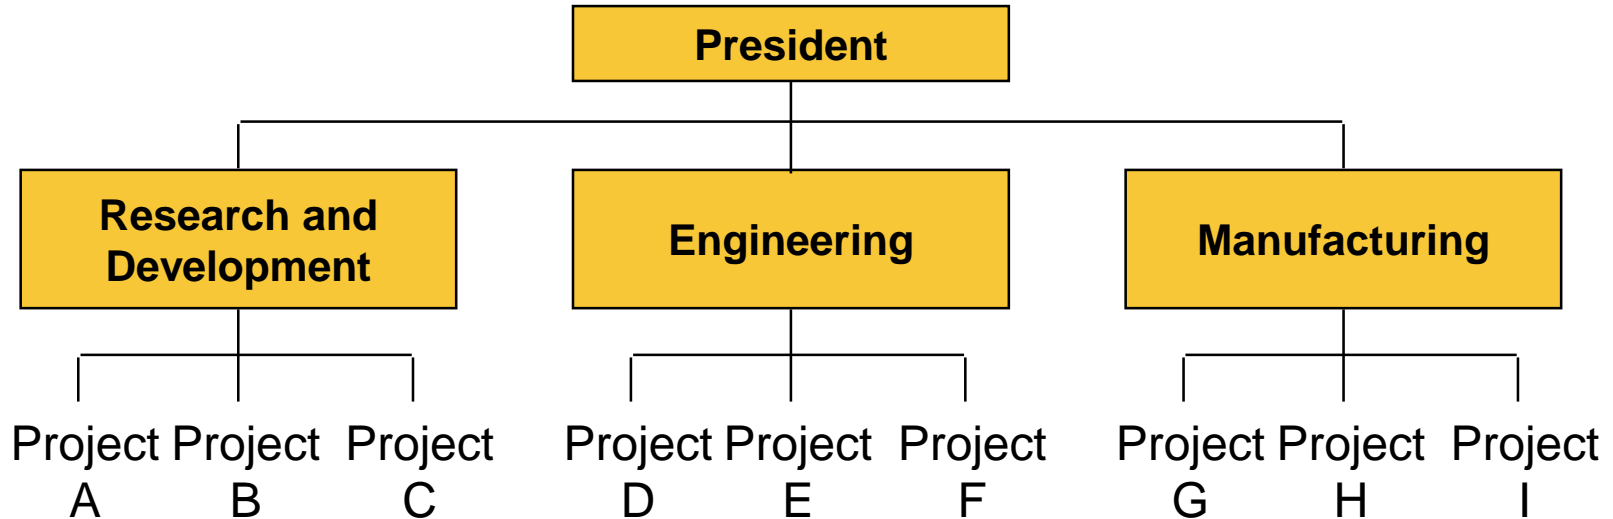 President
Research and
Development
Engineering
Manufacturing
Project Project Project Project Project Project Project Project Project
A B C D E F G H I